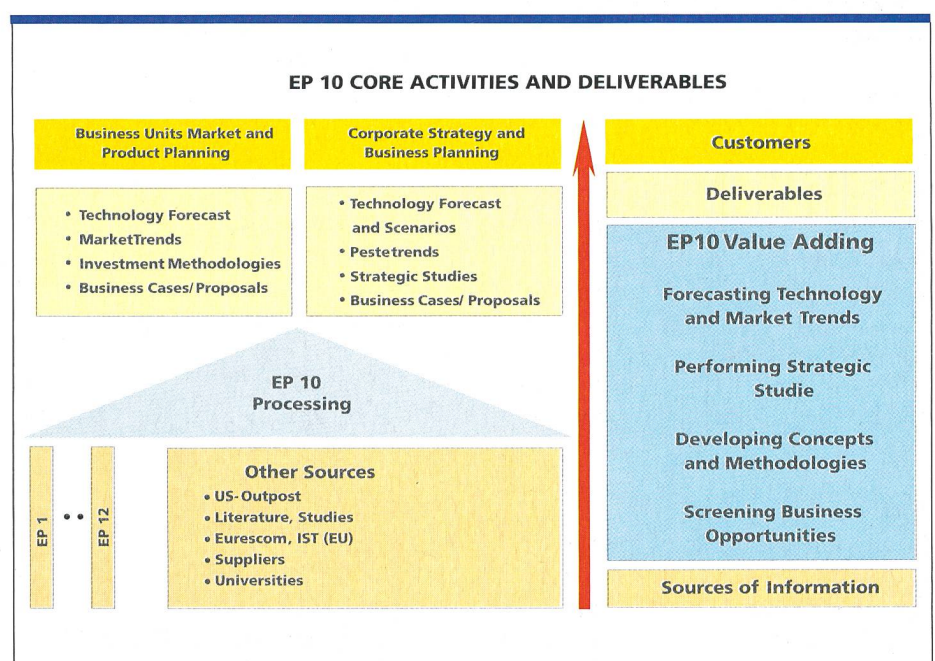 EP 10 CORE ACTIVITIES AND DELIVERABLES
Business Units Market and
Product Planning
Corporate Strategy and
Business Planning
• Technology Forecast
• MarketTrends
• Investment Methodologies
• Business Cases/ Proposals
• Technology Forecast
and Scenarios
• Pestetrends
• Strategic Studies
• Business Cases/ Proposals
EP 10
Processing
EP 1
••
EP 12
Other Sources
• US-Outpost
• Literature, Studies
• Eurescom, IST (EU)
• Suppliers
• Universities
Customers
Deliverables
EP10 Value Adding
Forecasting Technology
and Market Trends
Performing Strategic
Studie
Developing Concepts
and Methodologies
Screening Business
Opportunities
Sources of Information